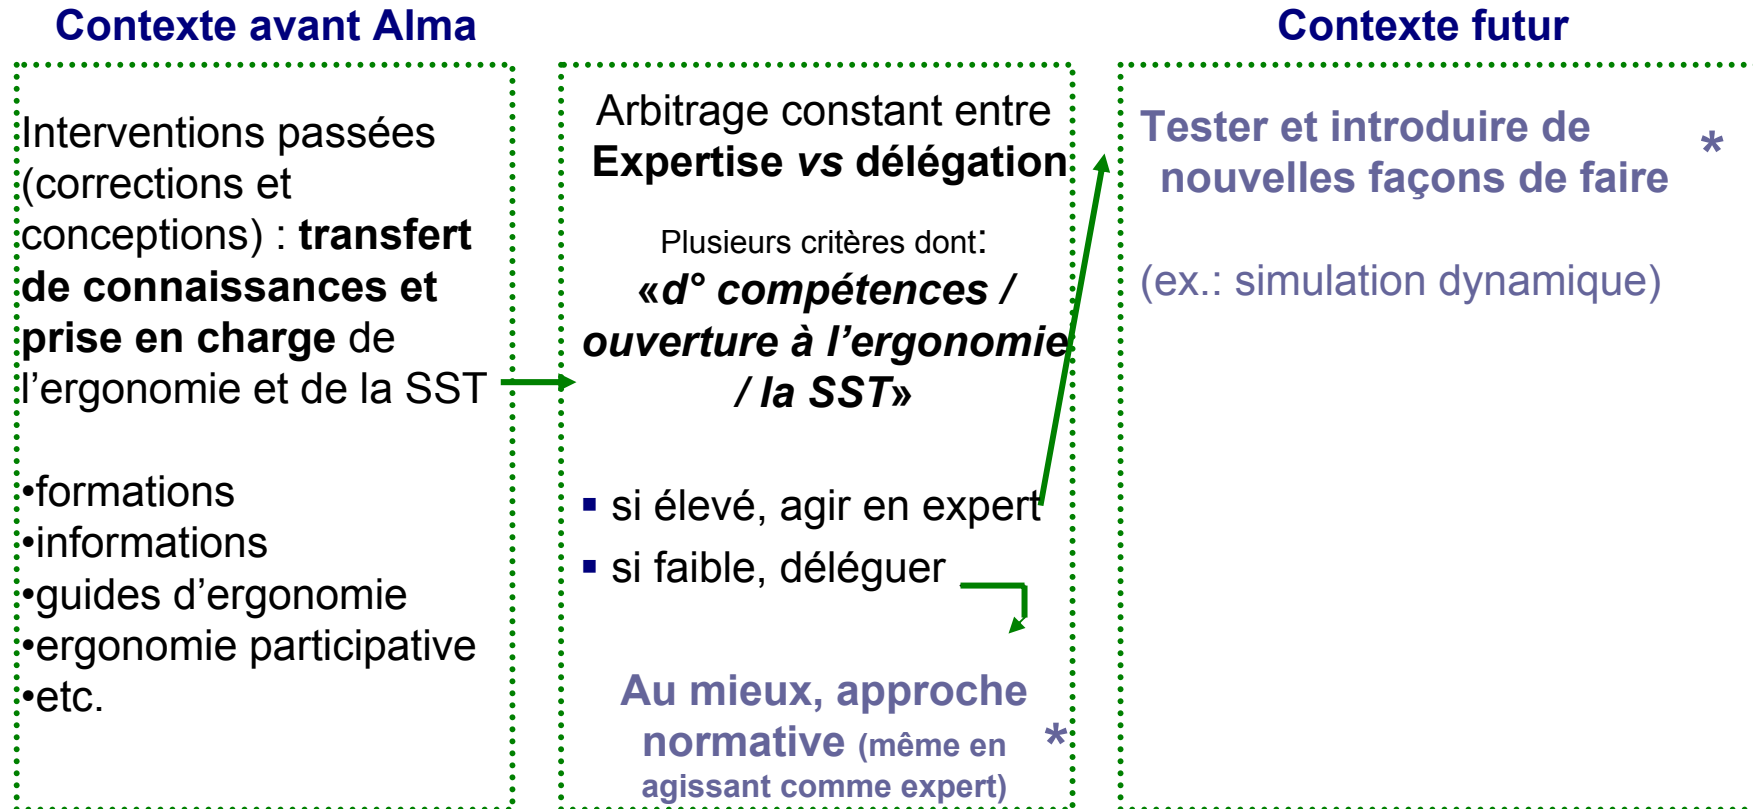 Contexte avant Alma
Interventions passées
(corrections et
conceptions) : transfert
de connaissances et
prise en charge de
l’ergonomie et de la SST
•formations
•informations
•guides d’ergonomie
•ergonomie participative
•etc.
Arbitrage constant entre
Expertise vs délégation
Plusieurs critères dont:
«d° compétences /
ouverture à l’ergonomie
/ la SST»
▪ si élevé, agir en expert
▪ si faible, déléguer
Au mieux, approche
normative (même en *
agissant comme expert)
Contexte futur
Tester et introduire de *
nouvelles façons de faire
(ex.: simulation dynamique)